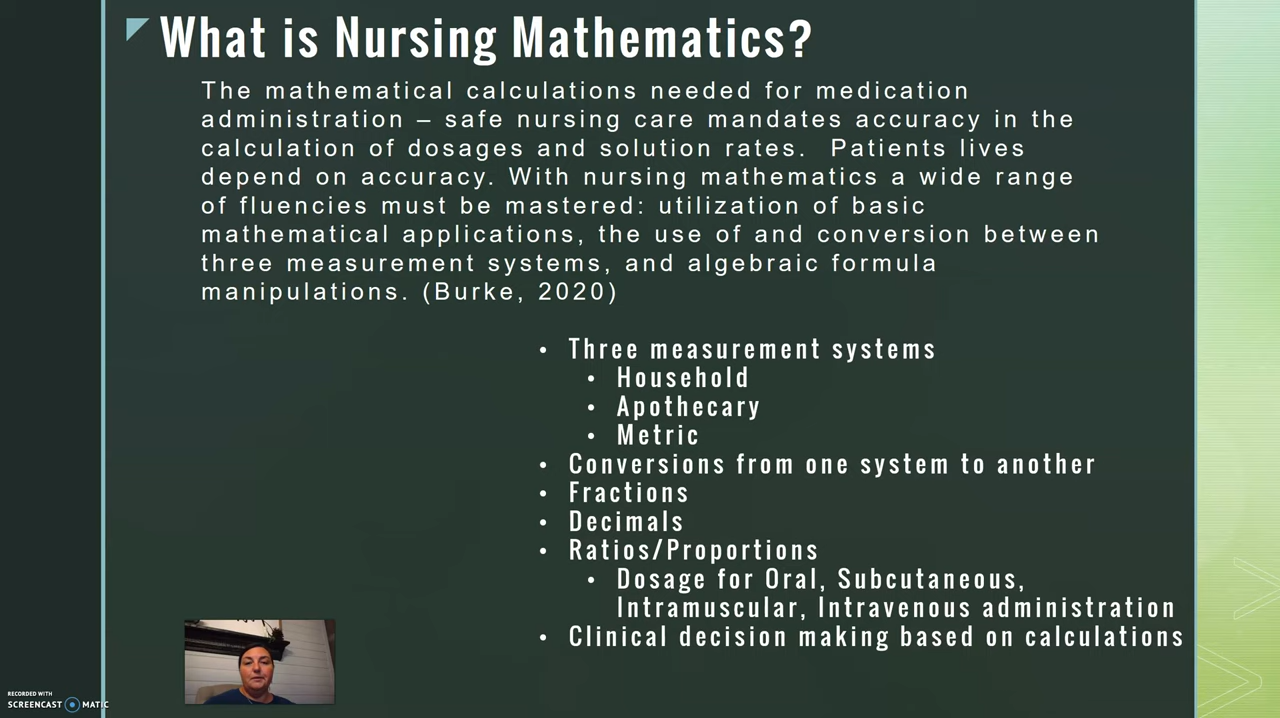 What is Nursing Mathematics?
The mathematical calculations needed for medication
administration – safe nursing care mandates accuracy in the
calculation of dosages and solution rates.  Patients lives
depend on accuracy. With nursing mathematics a wide range
of fluencies must be mastered: utilization of basic
mathematical applications, the use of and conversion between
three measurement systems, and algebraic formula
manipulations. (Burke, 2020)
• Three measurement systems
• Household
• Apothecary
• Metric
• Conversions from one system to another
• Fractions
• Decimals
• Ratios/Proportions
• Dosage for Oral, Subcutaneous,
Intramuscular, Intravenous administration
• Clinical decision making based on calculations
RECORDED WITH
SCREENCAST MATIC